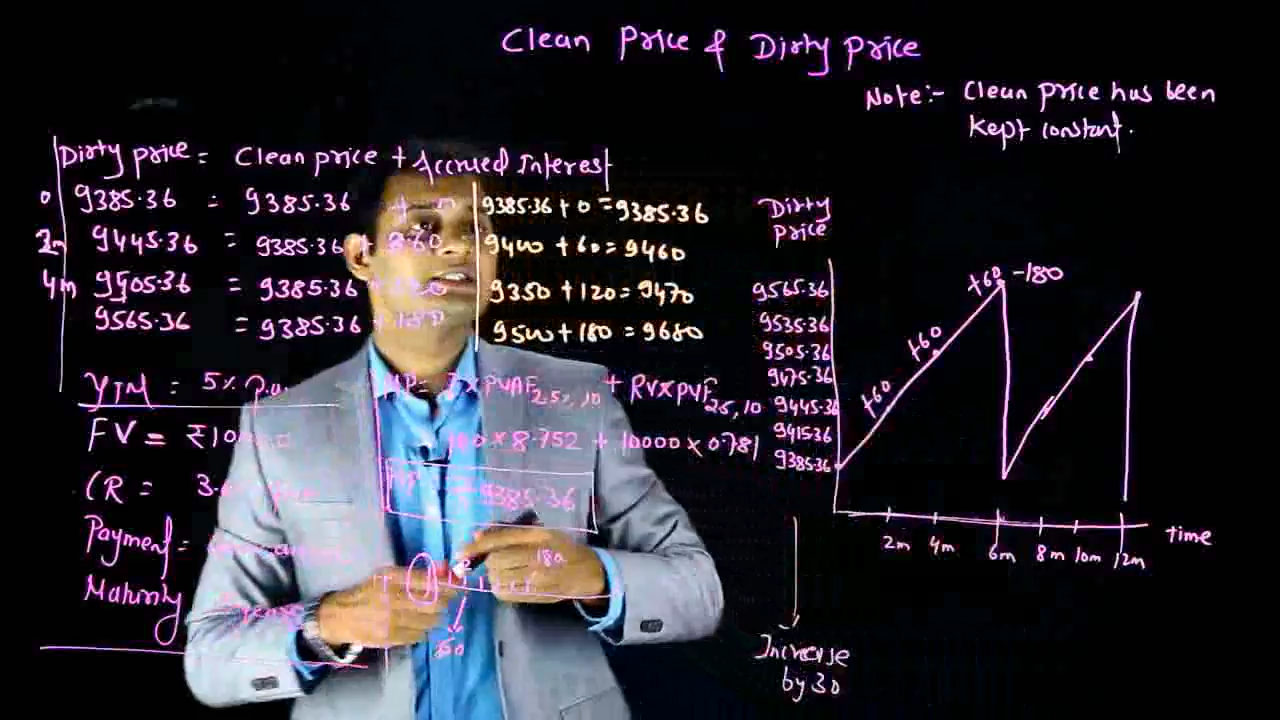 Clean Price & Dirty Price
Note:- Clean price has been
kept constant.
Dirty price = Clean price + Accrued Interest
0 9385.36 = 9385.36 +
2m 9445.36 = 9385.36 + 60
4m 9505.36 = 9385.36 + 120
9565.36 = 9385.36 + 180
9385.36 + 0 = 9385.36
9400 + 60 = 9460
9350 + 120 = 9470
9500 + 180 = 9680
YTM = 5%
FV = ₹
CR = 3.
Payment =
Maturity
MP = I x PVAF 2.5%, 10 + RV x PVF 2.5, 10
x 8.752 + 10000 x 0.781
= 9385.36
180
60
Dirty
price
9565.36
9535.36
9505.36
9475.36
9445.36
9415.36
9385.36
+60
+60
+60 -180
2m 4m 6m 8m 10m 12m
time
Increase
by 30